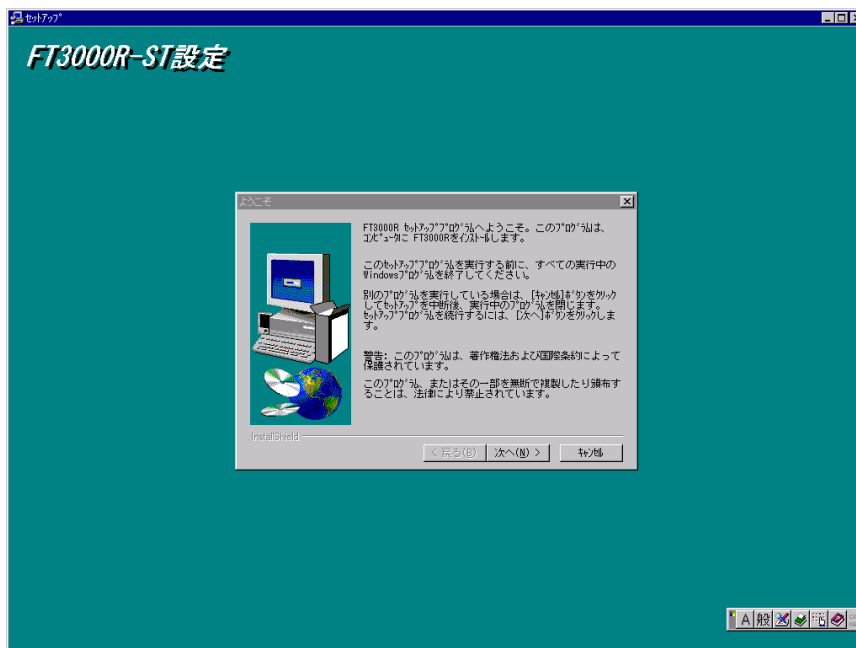 ｾｯﾄｱｯﾌﾟ
FT3000R-ST設定
ようこそ
FT3000R ｾｯﾄｱｯﾌﾟﾌﾟﾛｸﾞﾗﾑへようこそ。このﾌﾟﾛｸﾞﾗﾑは、
ｺﾝﾋﾟｭｰﾀに FT3000Rをｲﾝｽﾄｰﾙします。
このｾｯﾄｱｯﾌﾟﾌﾟﾛｸﾞﾗﾑを実行する前に、すべての実行中の
Windowsﾌﾟﾛｸﾞﾗﾑを終了してください。
別のﾌﾟﾛｸﾞﾗﾑを実行している場合は、[ｷｬﾝｾﾙ]ﾎﾞﾀﾝをｸﾘｯｸ
してｾｯﾄｱｯﾌﾟを中断後、実行中のﾌﾟﾛｸﾞﾗﾑを閉じます。
ｾｯﾄｱｯﾌﾟﾌﾟﾛｸﾞﾗﾑを続行するには、[次へ]ﾎﾞﾀﾝをｸﾘｯｸしま
す。
警告: このﾌﾟﾛｸﾞﾗﾑは、著作権法および国際条約によって
保護されています。
このﾌﾟﾛｸﾞﾗﾑ、またはその一部を無断で複製したり頒布す
ることは、法律により禁止されています。
InstallShield
< 戻る(B)
次へ(N) >
ｷｬﾝｾﾙ
A 般